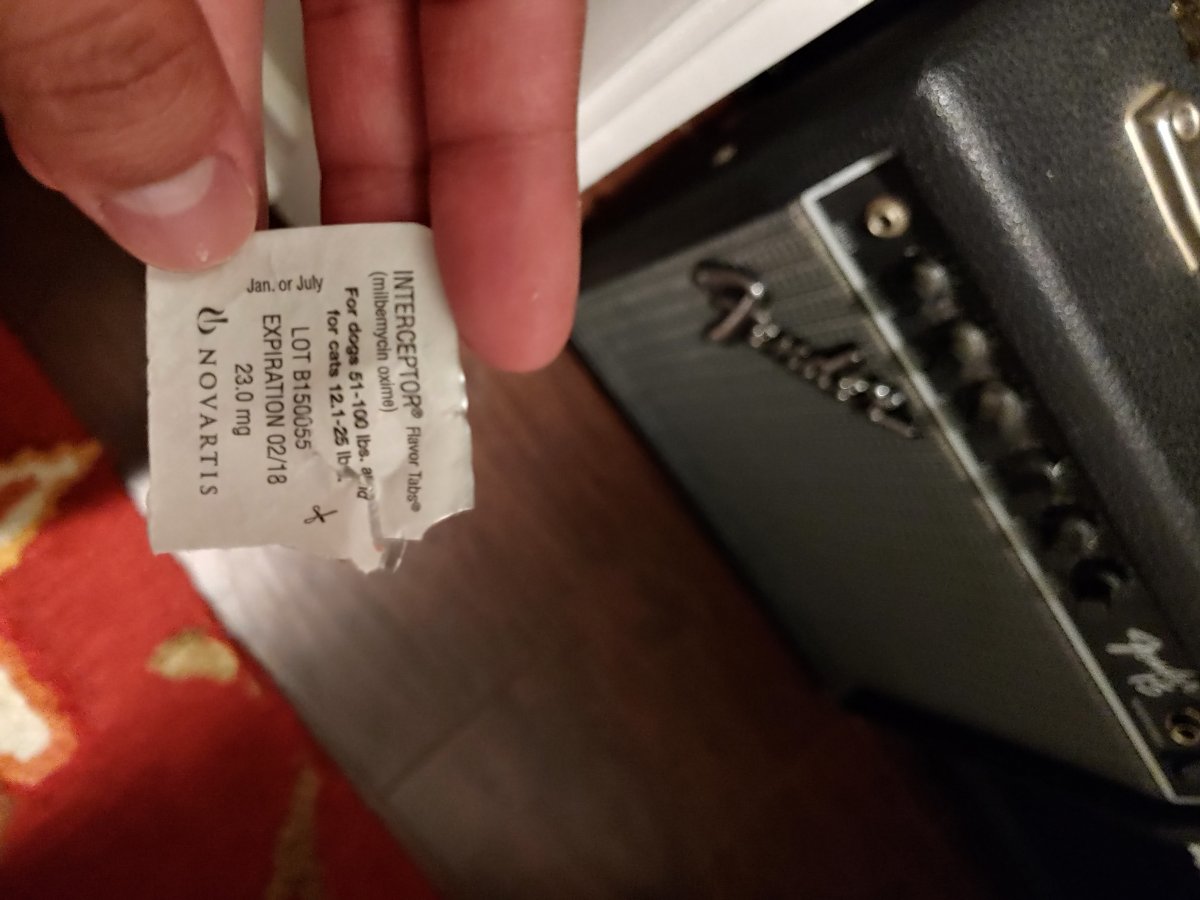 INTERCEPTOR® Flavor Tabs®
(milbemycin oxime)
For dogs 51-100 lbs. and
for cats 12.1-25 lbs.
Jan. or July
LOT B150055
EXPIRATION 02/18
23.0 mg
NOVARTIS
Fender